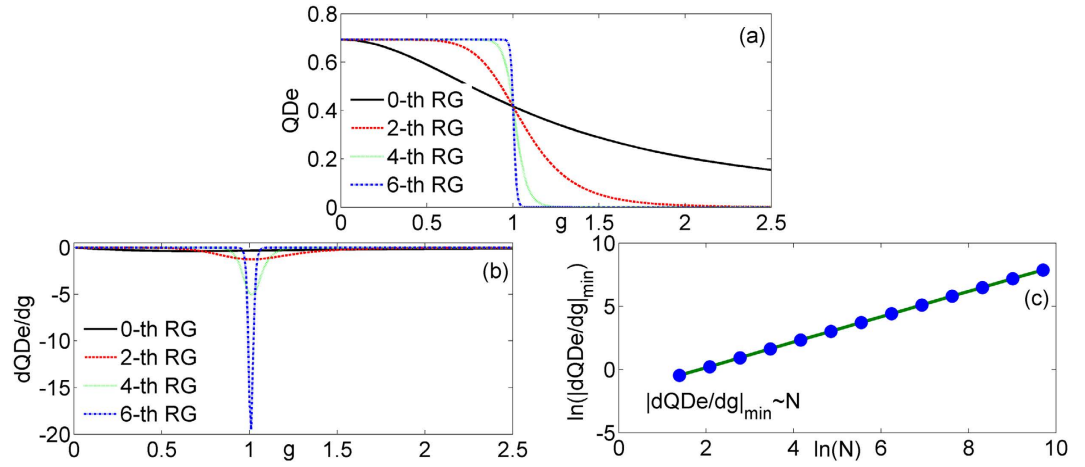 (a)
QDe
0.8
0.6
0.4
0.2
0
0-th RG
2-th RG
4-th RG
6-th RG
0 0.5 1 1.5 2 2.5
g
(b)
dQDe/dg
0
-5
-10
-15
-20
0-th RG
2-th RG
4-th RG
6-th RG
0 0.5 1 1.5 2 2.5
g
(c)
ln(|dQDe/dg|min)
10
5
0
-5
|dQDe/dg|min~N
0 2 4 6 8 10
ln(N)